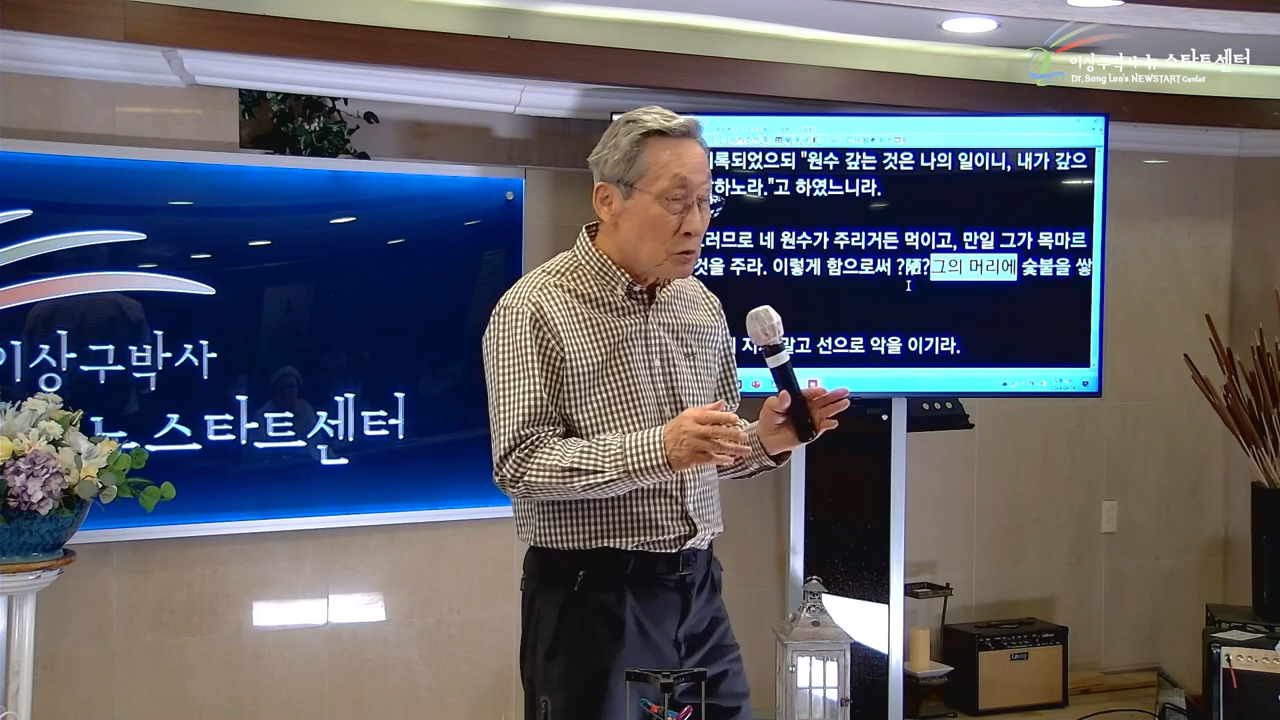 이상구박사 뉴스타트센터
Dr. Sang Lee's NEWSTART Center
록되었으되 "원수 갚는 것은 나의 일이니, 내가 갚으
하노라."고 하였느니라.
러므로 네 원수가 주리거든 먹이고, 만일 그가 목마르
것을 주라. 이렇게 함으로써 ?陋?그의 머리에 숯불을 쌓
말고 선으로 악을 이기라.
이상구박사
뉴스타트센터